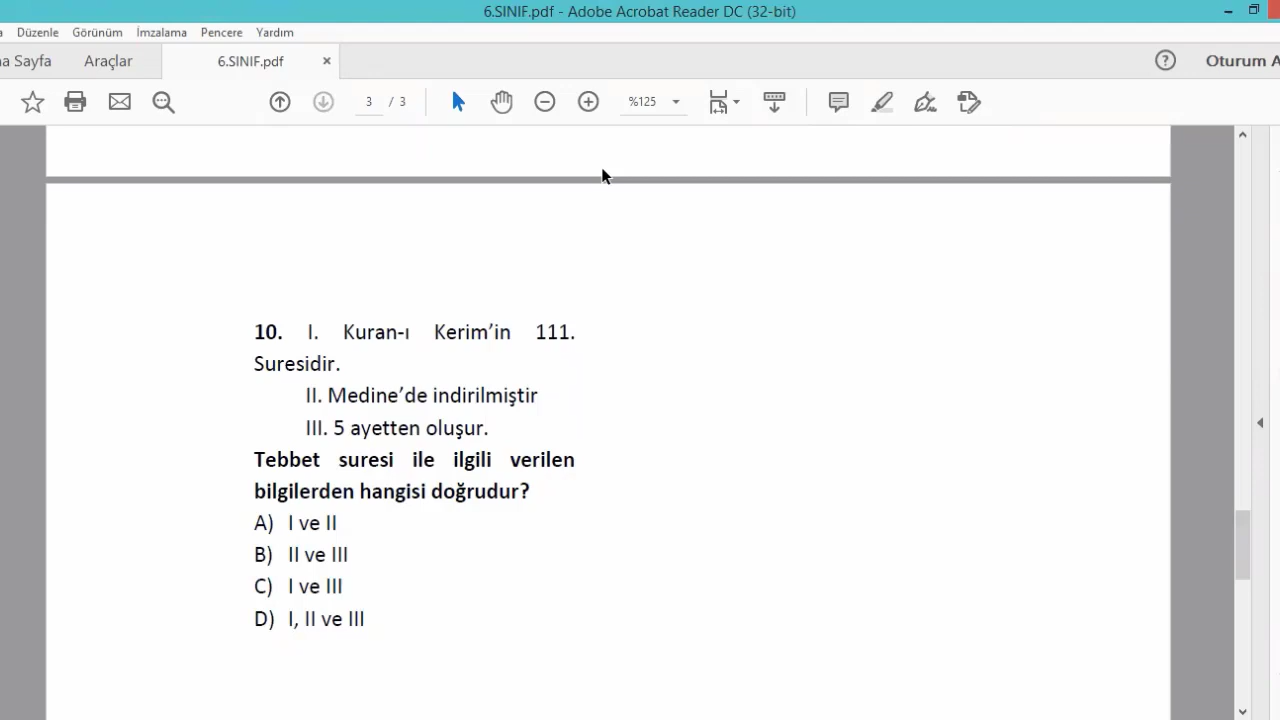 6.SINIF.pdf - Adobe Acrobat Reader DC (32-bit)
Düzenle Görünüm İmzalama Pencere Yardım
a Sayfa Araçlar 6.SINIF.pdf × ? Oturum A
3 / 3 %125
10. I. Kuran-ı Kerim’in 111.
Suresidir.
II. Medine’de indirilmiştir
III. 5 ayetten oluşur.
Tebbet suresi ile ilgili verilen
bilgilerden hangisi doğrudur?
A) I ve II
B) II ve III
C) I ve III
D) I, II ve III